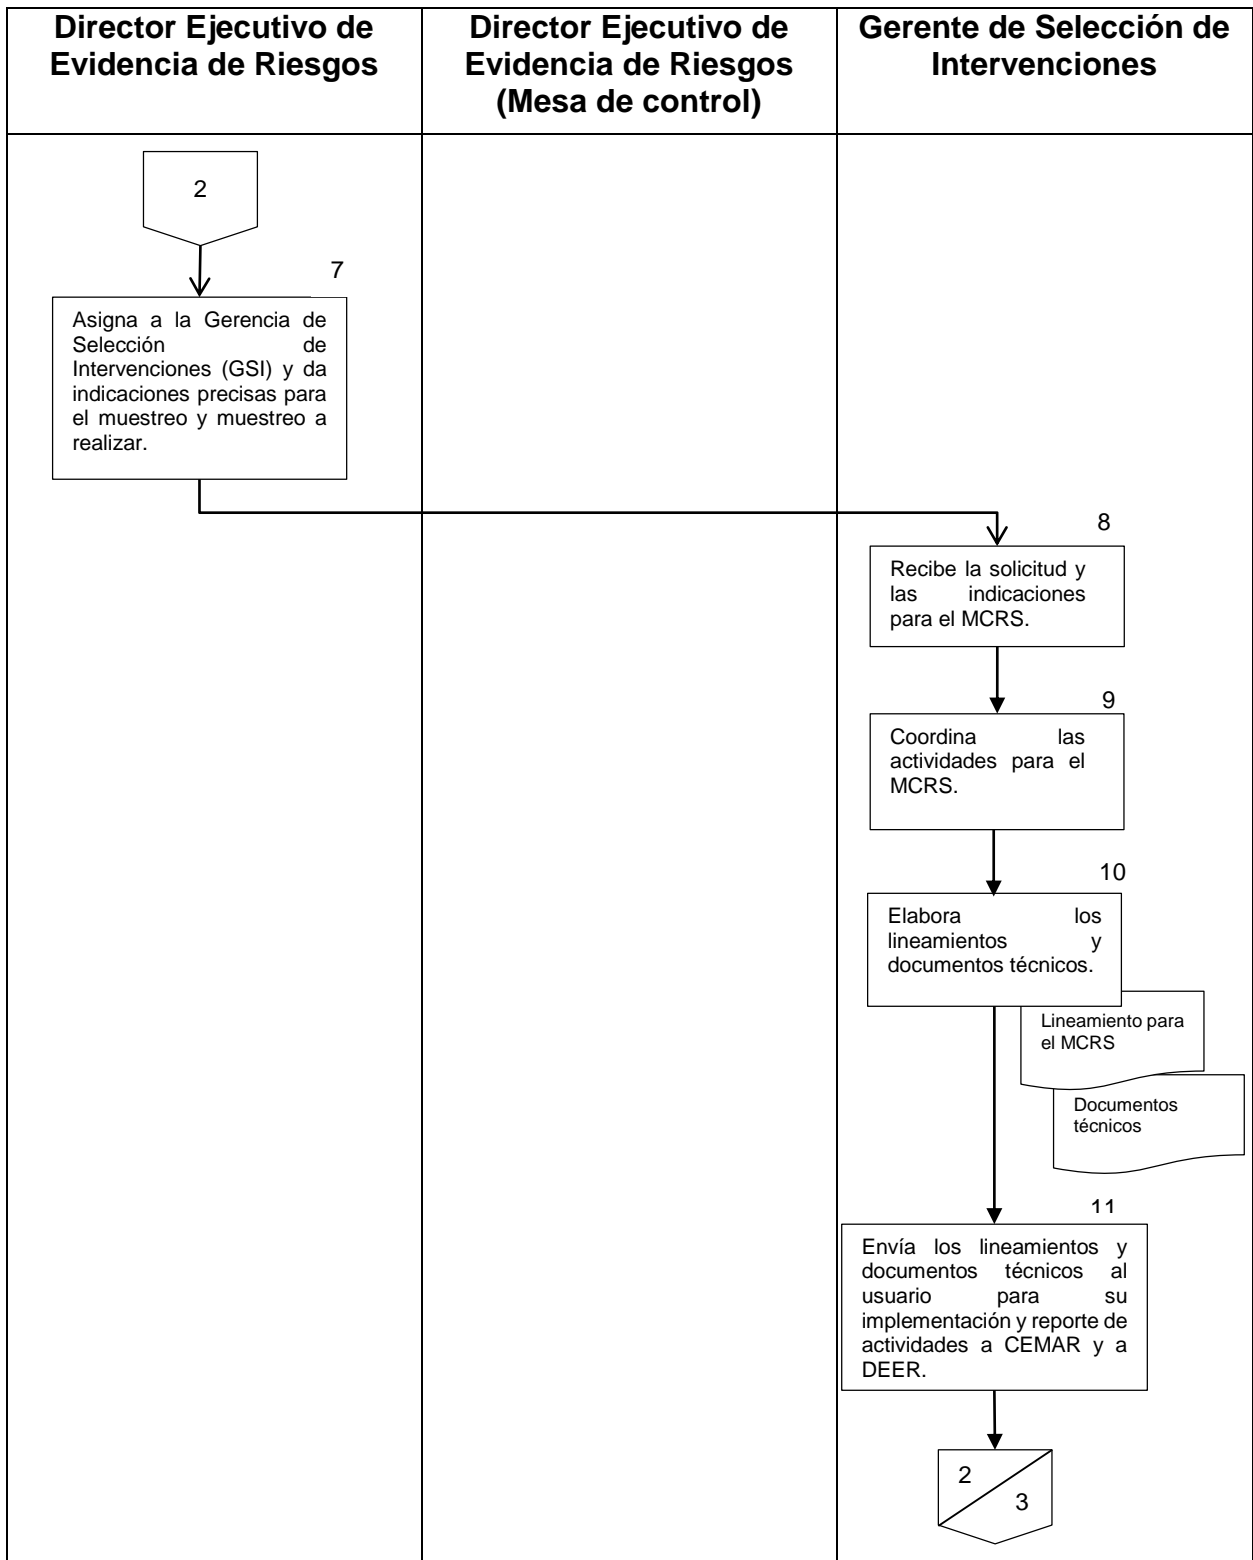 Director Ejecutivo de
Evidencia de Riesgos
Director Ejecutivo de
Evidencia de Riesgos
(Mesa de control)
Gerente de Selección de
Intervenciones
2
7
Asigna a la Gerencia de
Selección de
Intervenciones (GSI) y da
indicaciones precisas para
el muestreo y muestreo a
realizar.
8
Recibe la solicitud y
las indicaciones
para el MCRS.
9
Coordina las
actividades para el
MCRS.
10
Elabora los
lineamientos y
documentos técnicos.
Lineamiento para
el MCRS
Documentos
técnicos
11
Envía los lineamientos y
documentos técnicos al
usuario para su
implementación y reporte de
actividades a CEMAR y a
DEER.
2
3